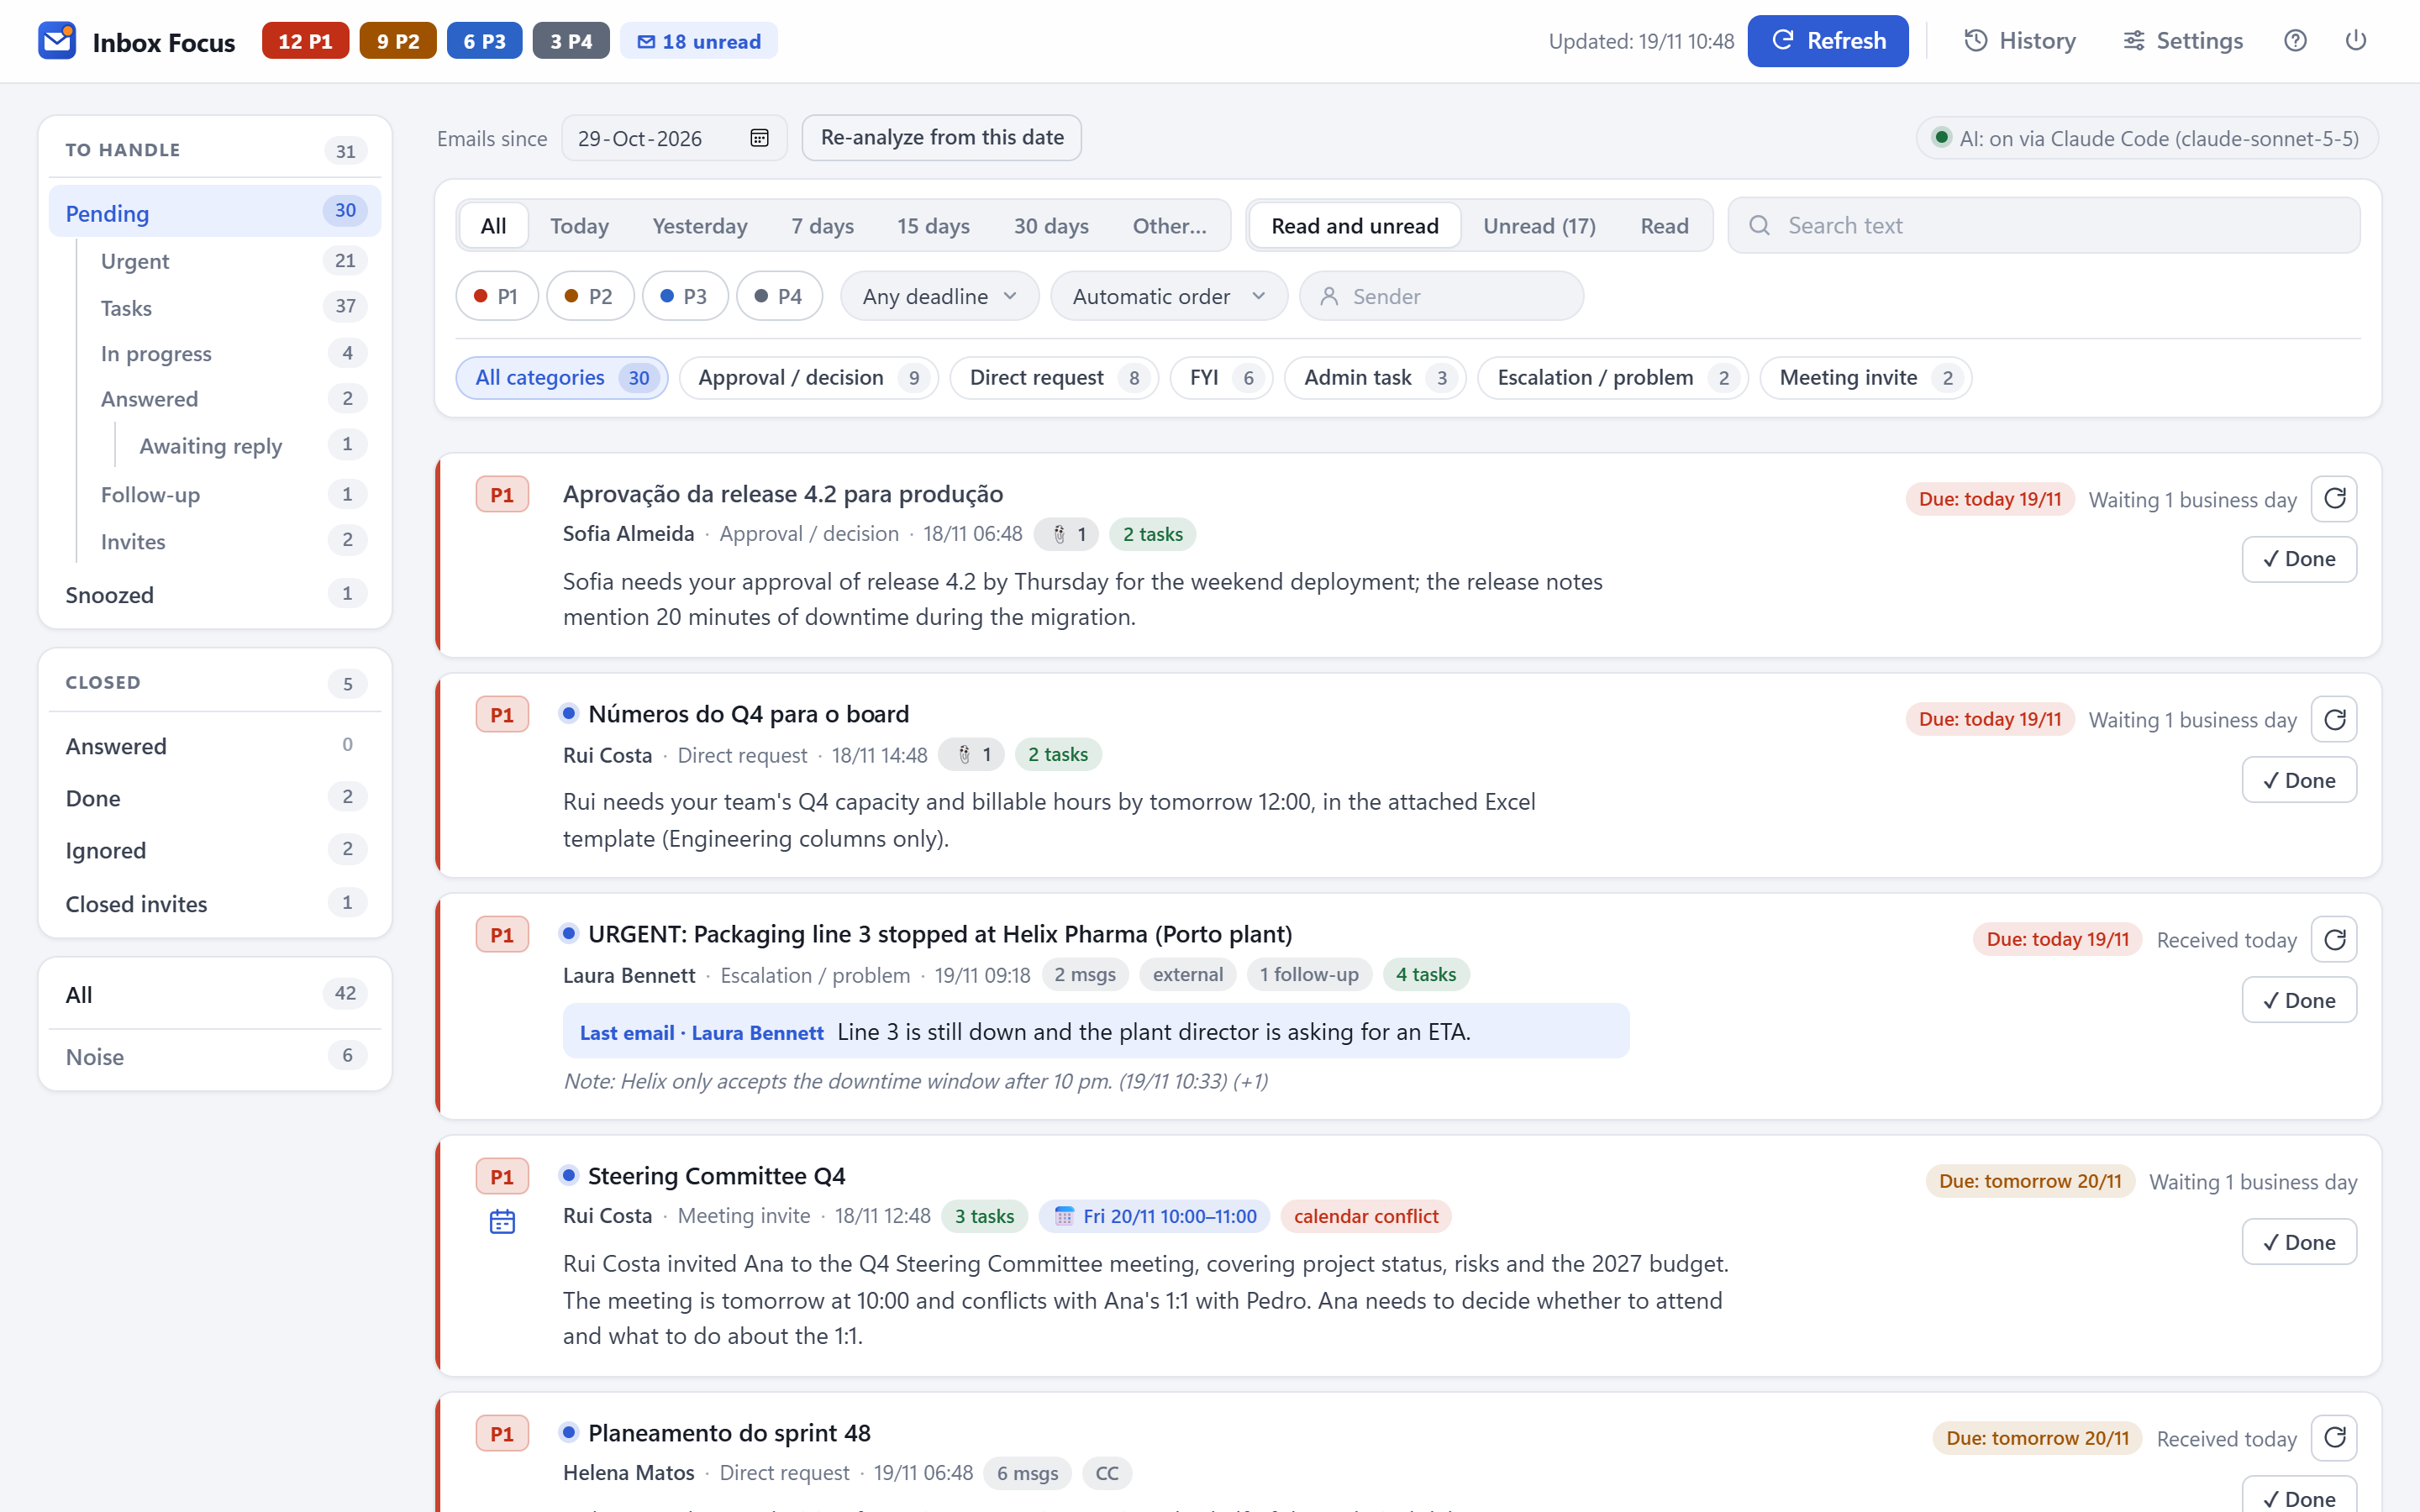 Inbox Focus
12 P1
9 P2
6 P3
3 P4
18 unread
Updated: 19/11 10:48
Refresh
History
Settings
TO HANDLE 31
Pending 30
Urgent 21
Tasks 37
In progress 4
Answered 2
Awaiting reply 1
Follow-up 1
Invites 2
Snoozed 1
CLOSED 5
Answered 0
Done 2
Ignored 2
Closed invites 1
All 42
Noise 6
Emails since
29-Oct-2026
Re-analyze from this date
AI: on via Claude Code (claude-sonnet-5-5)
All Today Yesterday 7 days 15 days 30 days Other...
Read and unread Unread (17) Read
Search text
P1 P2 P3 P4
Any deadline
Automatic order
Sender
All categories 30
Approval / decision 9
Direct request 8
FYI 6
Admin task 3
Escalation / problem 2
Meeting invite 2
P1
Aprovação da release 4.2 para produção
Due: today 19/11 Waiting 1 business day
Sofia Almeida · Approval / decision · 18/11 06:48 1 2 tasks
✓ Done
Sofia needs your approval of release 4.2 by Thursday for the weekend deployment; the release notes
mention 20 minutes of downtime during the migration.
P1
Números do Q4 para o board
Due: today 19/11 Waiting 1 business day
Rui Costa · Direct request · 18/11 14:48 1 2 tasks
✓ Done
Rui needs your team's Q4 capacity and billable hours by tomorrow 12:00, in the attached Excel
template (Engineering columns only).
P1
URGENT: Packaging line 3 stopped at Helix Pharma (Porto plant)
Due: today 19/11 Received today
Laura Bennett · Escalation / problem · 19/11 09:18 2 msgs external 1 follow-up 4 tasks
✓ Done
Last email · Laura Bennett Line 3 is still down and the plant director is asking for an ETA.
Note: Helix only accepts the downtime window after 10 pm. (19/11 10:33) (+1)
P1
Steering Committee Q4
Due: tomorrow 20/11 Waiting 1 business day
Rui Costa · Meeting invite · 18/11 12:48 3 tasks Fri 20/11 10:00–11:00 calendar conflict
✓ Done
Rui Costa invited Ana to the Q4 Steering Committee meeting, covering project status, risks and the 2027 budget.
The meeting is tomorrow at 10:00 and conflicts with Ana's 1:1 with Pedro. Ana needs to decide whether to attend
and what to do about the 1:1.
P1
Planeamento do sprint 48
Due: tomorrow 20/11 Received today
Helena Matos · Direct request · 19/11 06:48 6 msgs CC
✓ Done